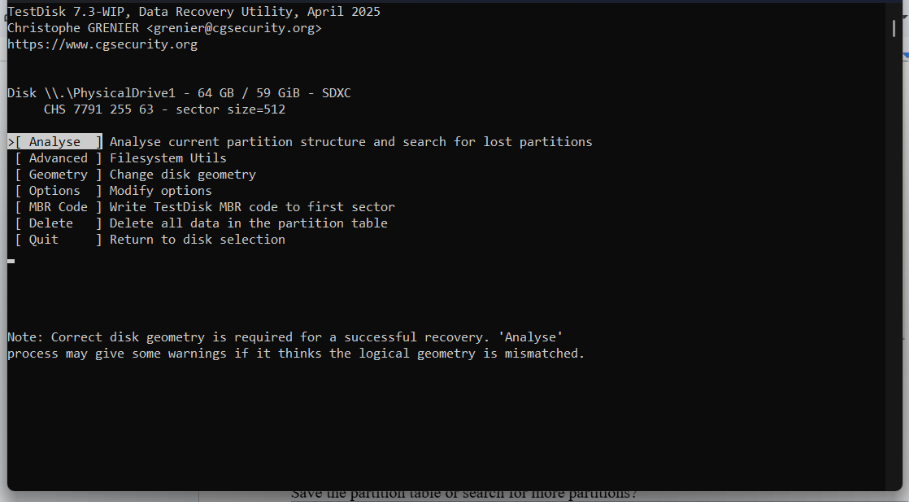 TestDisk 7.3-WIP, Data Recovery Utility, April 2025
Christophe GRENIER <grenier@cgsecurity.org>
https://www.cgsecurity.org
Disk \\.\PhysicalDrive1 - 64 GB / 59 GiB - SDXC
CHS 7791 255 63 - sector size=512
>[ Analyse  ] Analyse current partition structure and search for lost partitions
[ Advanced ] Filesystem Utils
[ Geometry ] Change disk geometry
[ Options  ] Modify options
[ MBR Code ] Write TestDisk MBR code to first sector
[ Delete   ] Delete all data in the partition table
[ Quit     ] Return to disk selection
Note: Correct disk geometry is required for a successful recovery. 'Analyse'
process may give some warnings if it thinks the logical geometry is mismatched.
Save the partition table or search for more partitions?